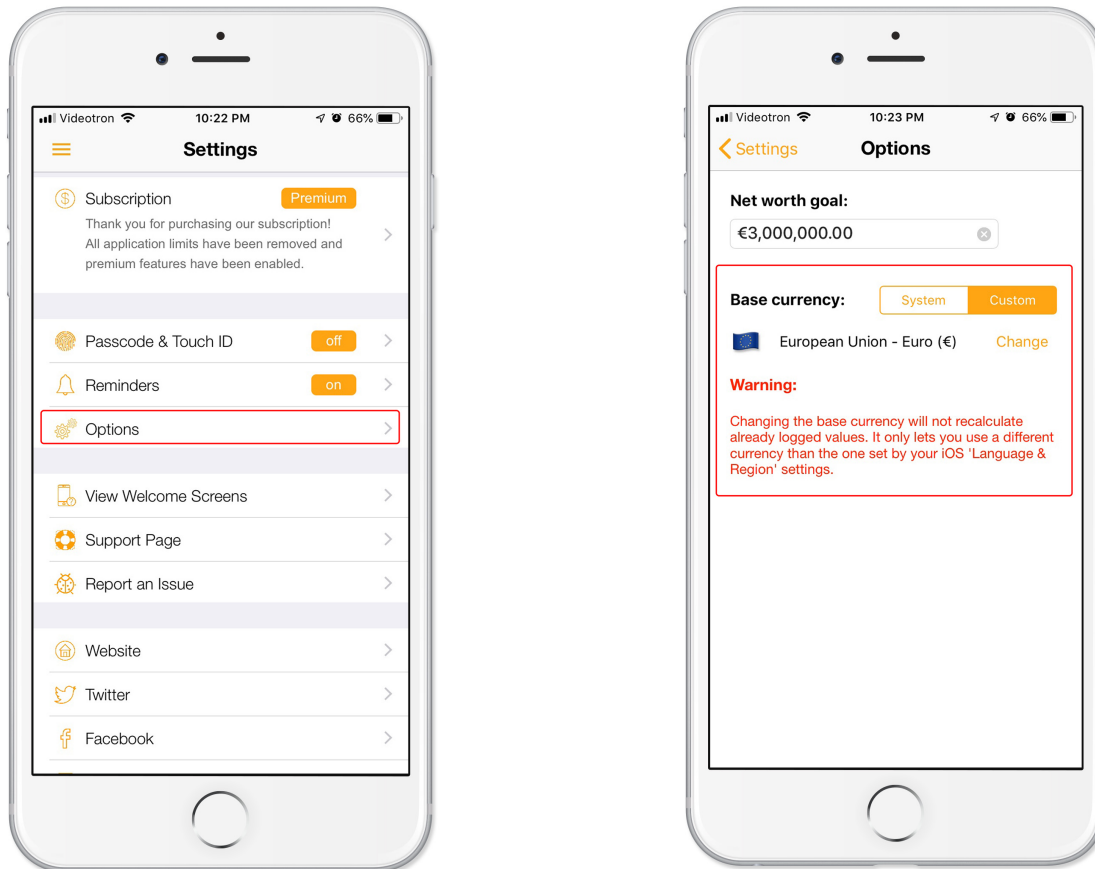 Videotron 10:22 PM 66%
Settings
Subscription Premium
Thank you for purchasing our subscription!
All application limits have been removed and
premium features have been enabled.
Passcode & Touch ID off
Reminders on
Options
View Welcome Screens
Support Page
Report an Issue
Website
Twitter
Facebook
Videotron 10:23 PM 66%
Settings Options
Net worth goal:
€3,000,000.00
Base currency: System Custom
European Union - Euro (€) Change
Warning:
Changing the base currency will not recalculate
already logged values. It only lets you use a different
currency than the one set by your iOS 'Language &
Region' settings.